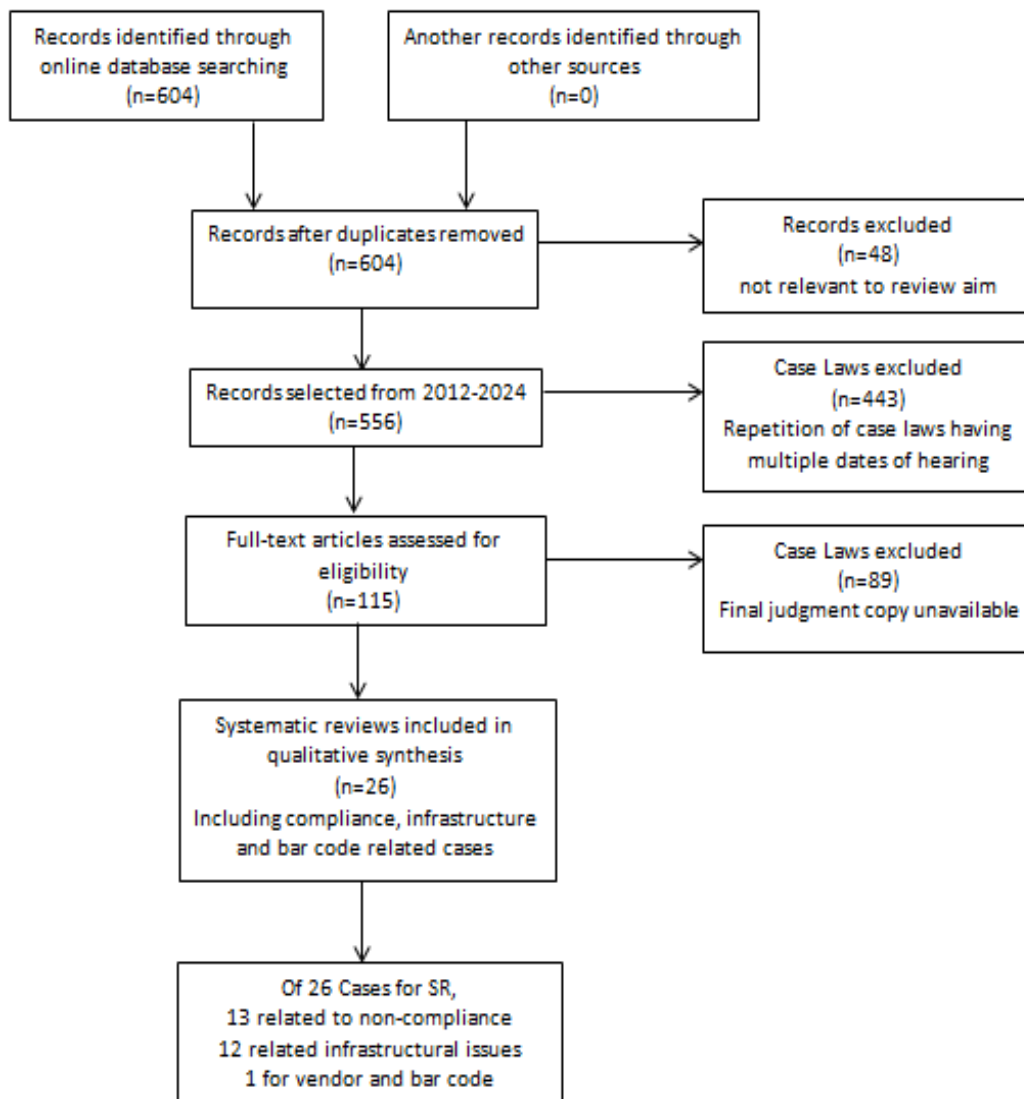 Records identified through
online database searching
(n=604)
Another records identified through
other sources
(n=0)
Records after duplicates removed
(n=604)
Records excluded
(n=48)
not relevant to review aim
Records selected from 2012-2024
(n=556)
Case Laws excluded
(n=443)
Repetition of case laws having
multiple dates of hearing
Full-text articles assessed for
eligibility
(n=115)
Case Laws excluded
(n=89)
Final judgment copy unavailable
Systematic reviews included in
qualitative synthesis
(n=26)
Including compliance, infrastructure
and bar code related cases
Of 26 Cases for SR,
13 related to non-compliance
12 related infrastructural issues
1 for vendor and bar code